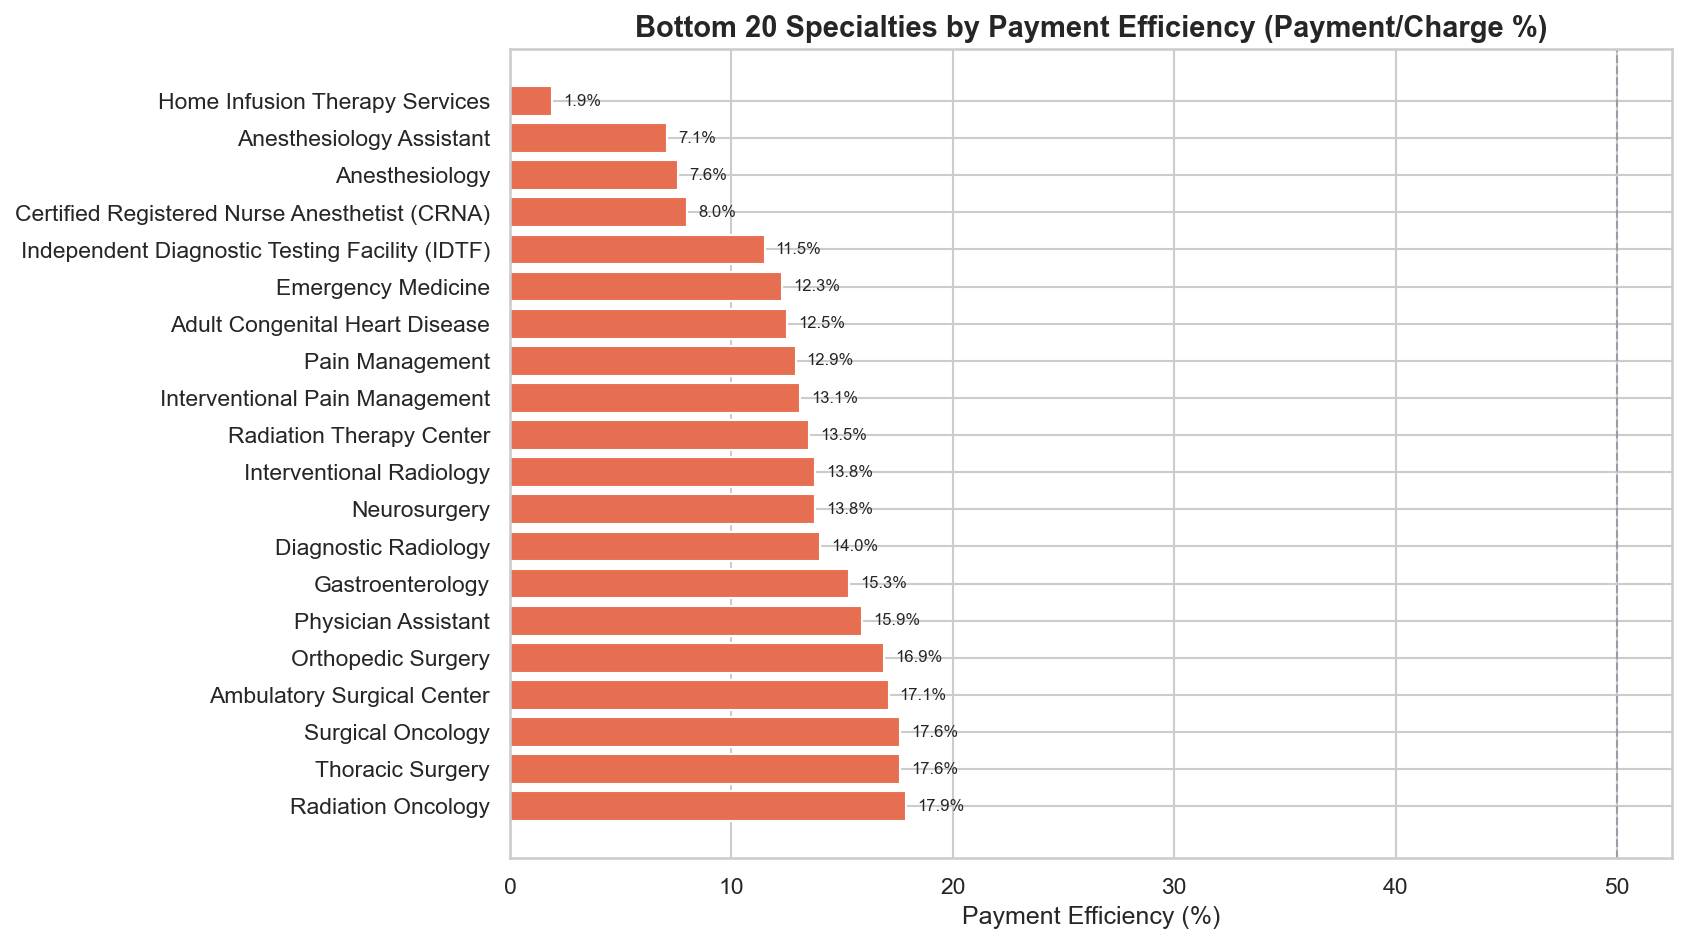 Bottom 20 Specialties by Payment Efficiency (Payment/Charge %)
Home Infusion Therapy Services 1.9%
Anesthesiology Assistant 7.1%
Anesthesiology 7.6%
Certified Registered Nurse Anesthetist (CRNA) 8.0%
Independent Diagnostic Testing Facility (IDTF) 11.5%
Emergency Medicine 12.3%
Adult Congenital Heart Disease 12.5%
Pain Management 12.9%
Interventional Pain Management 13.1%
Radiation Therapy Center 13.5%
Interventional Radiology 13.8%
Neurosurgery 13.8%
Diagnostic Radiology 14.0%
Gastroenterology 15.3%
Physician Assistant 15.9%
Orthopedic Surgery 16.9%
Ambulatory Surgical Center 17.1%
Surgical Oncology 17.6%
Thoracic Surgery 17.6%
Radiation Oncology 17.9%
0 10 20 30 40 50
Payment Efficiency (%)